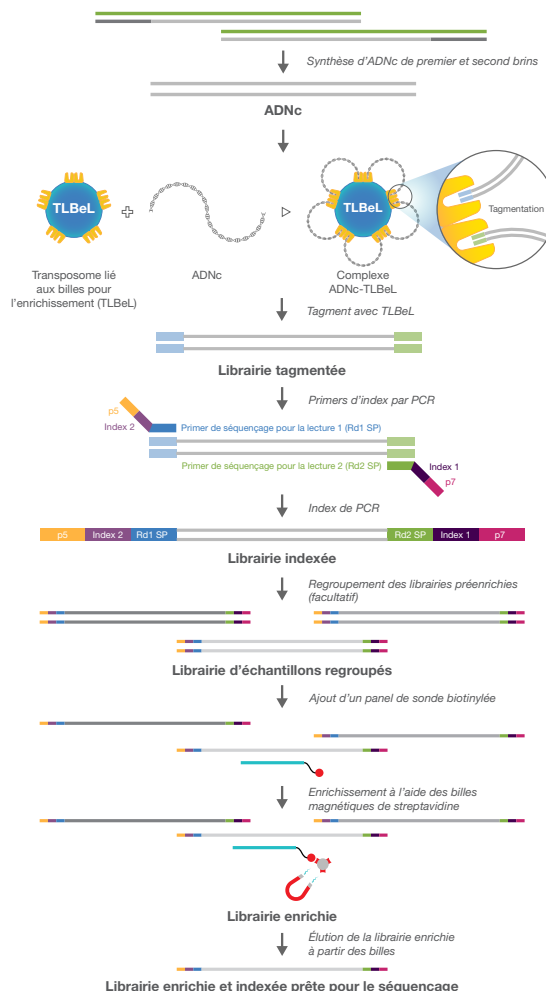 Synthèse d'ADNc de premier et second brins
ADNc
TLBeL
TLBeL
Tagmentation
Transposome lié
aux billes pour
l'enrichissement (TLBeL)
ADNc
Complexe
ADNc-TLBeL
Tagment avec TLBeL
Librairie tagmentée
Primers d'index par PCR
p5
Index 2
Primer de séquençage pour la lecture 1 (Rd1 SP)
Primer de séquençage pour la lecture 2 (Rd2 SP)
Index 1
p7
Index de PCR
p5 Index 2 Rd1 SP Rd2 SP Index 1 p7
Librairie indexée
Regroupement des librairies préenrichies
(facultatif)
Librairie d'échantillons regroupés
Ajout d'un panel de sonde biotinylée
Enrichissement à l'aide des billes
magnétiques de streptavidine
Librairie enrichie
Élution de la librairie enrichie
à partir des billes
Librairie enrichie et indexée prête pour le séquençage